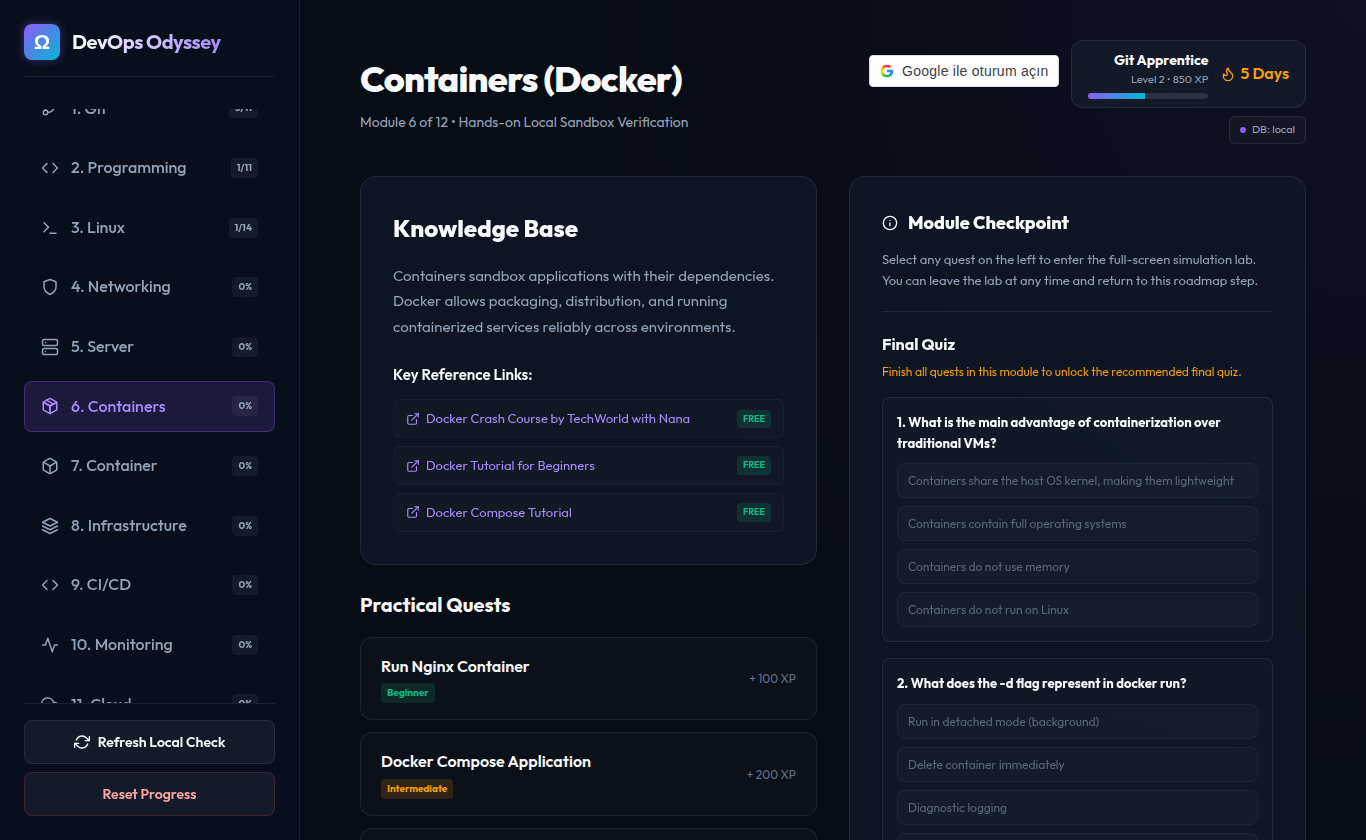 Ω
DevOps Odyssey
1. Git
2. Programming
1/11
3. Linux
1/14
4. Networking
0%
5. Server
0%
6. Containers
0%
7. Container
0%
8. Infrastructure
0%
9. CI/CD
0%
10. Monitoring
0%
11. Cloud
0%
Refresh Local Check
Reset Progress
Containers (Docker)
Module 6 of 12 • Hands-on Local Sandbox Verification
Google ile oturum açın
Git Apprentice
Level 2 • 850 XP
5 Days
DB: local
Knowledge Base
Containers sandbox applications with their dependencies.
Docker allows packaging, distribution, and running
containerized services reliably across environments.
Key Reference Links:
Docker Crash Course by TechWorld with Nana
FREE
Docker Tutorial for Beginners
FREE
Docker Compose Tutorial
FREE
Practical Quests
Run Nginx Container
Beginner
+ 100 XP
Docker Compose Application
Intermediate
+ 200 XP
Module Checkpoint
Select any quest on the left to enter the full-screen simulation lab.
You can leave the lab at any time and return to this roadmap step.
Final Quiz
Finish all quests in this module to unlock the recommended final quiz.
1. What is the main advantage of containerization over
traditional VMs?
Containers share the host OS kernel, making them lightweight
Containers contain full operating systems
Containers do not use memory
Containers do not run on Linux
2. What does the -d flag represent in docker run?
Run in detached mode (background)
Delete container immediately
Diagnostic logging